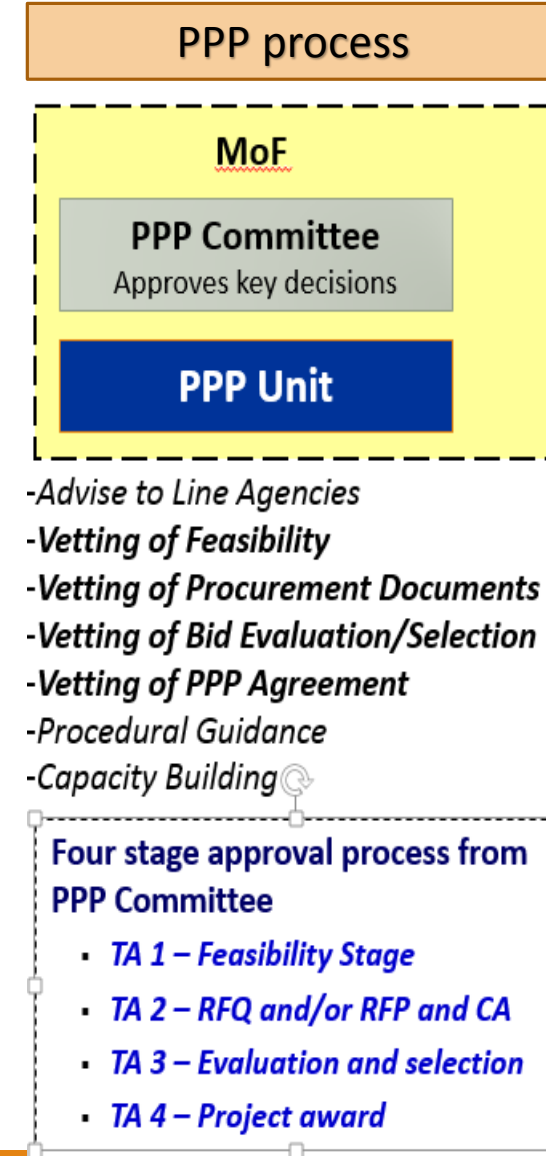 PPP process
MoF
PPP Committee
Approves key decisions
PPP Unit
-Advise to Line Agencies
-Vetting of Feasibility
-Vetting of Procurement Documents
-Vetting of Bid Evaluation/Selection
-Vetting of PPP Agreement
-Procedural Guidance
-Capacity Building
Four stage approval process from
PPP Committee
▪ TA 1 – Feasibility Stage
▪ TA 2 – RFQ and/or RFP and CA
▪ TA 3 – Evaluation and selection
▪ TA 4 – Project award